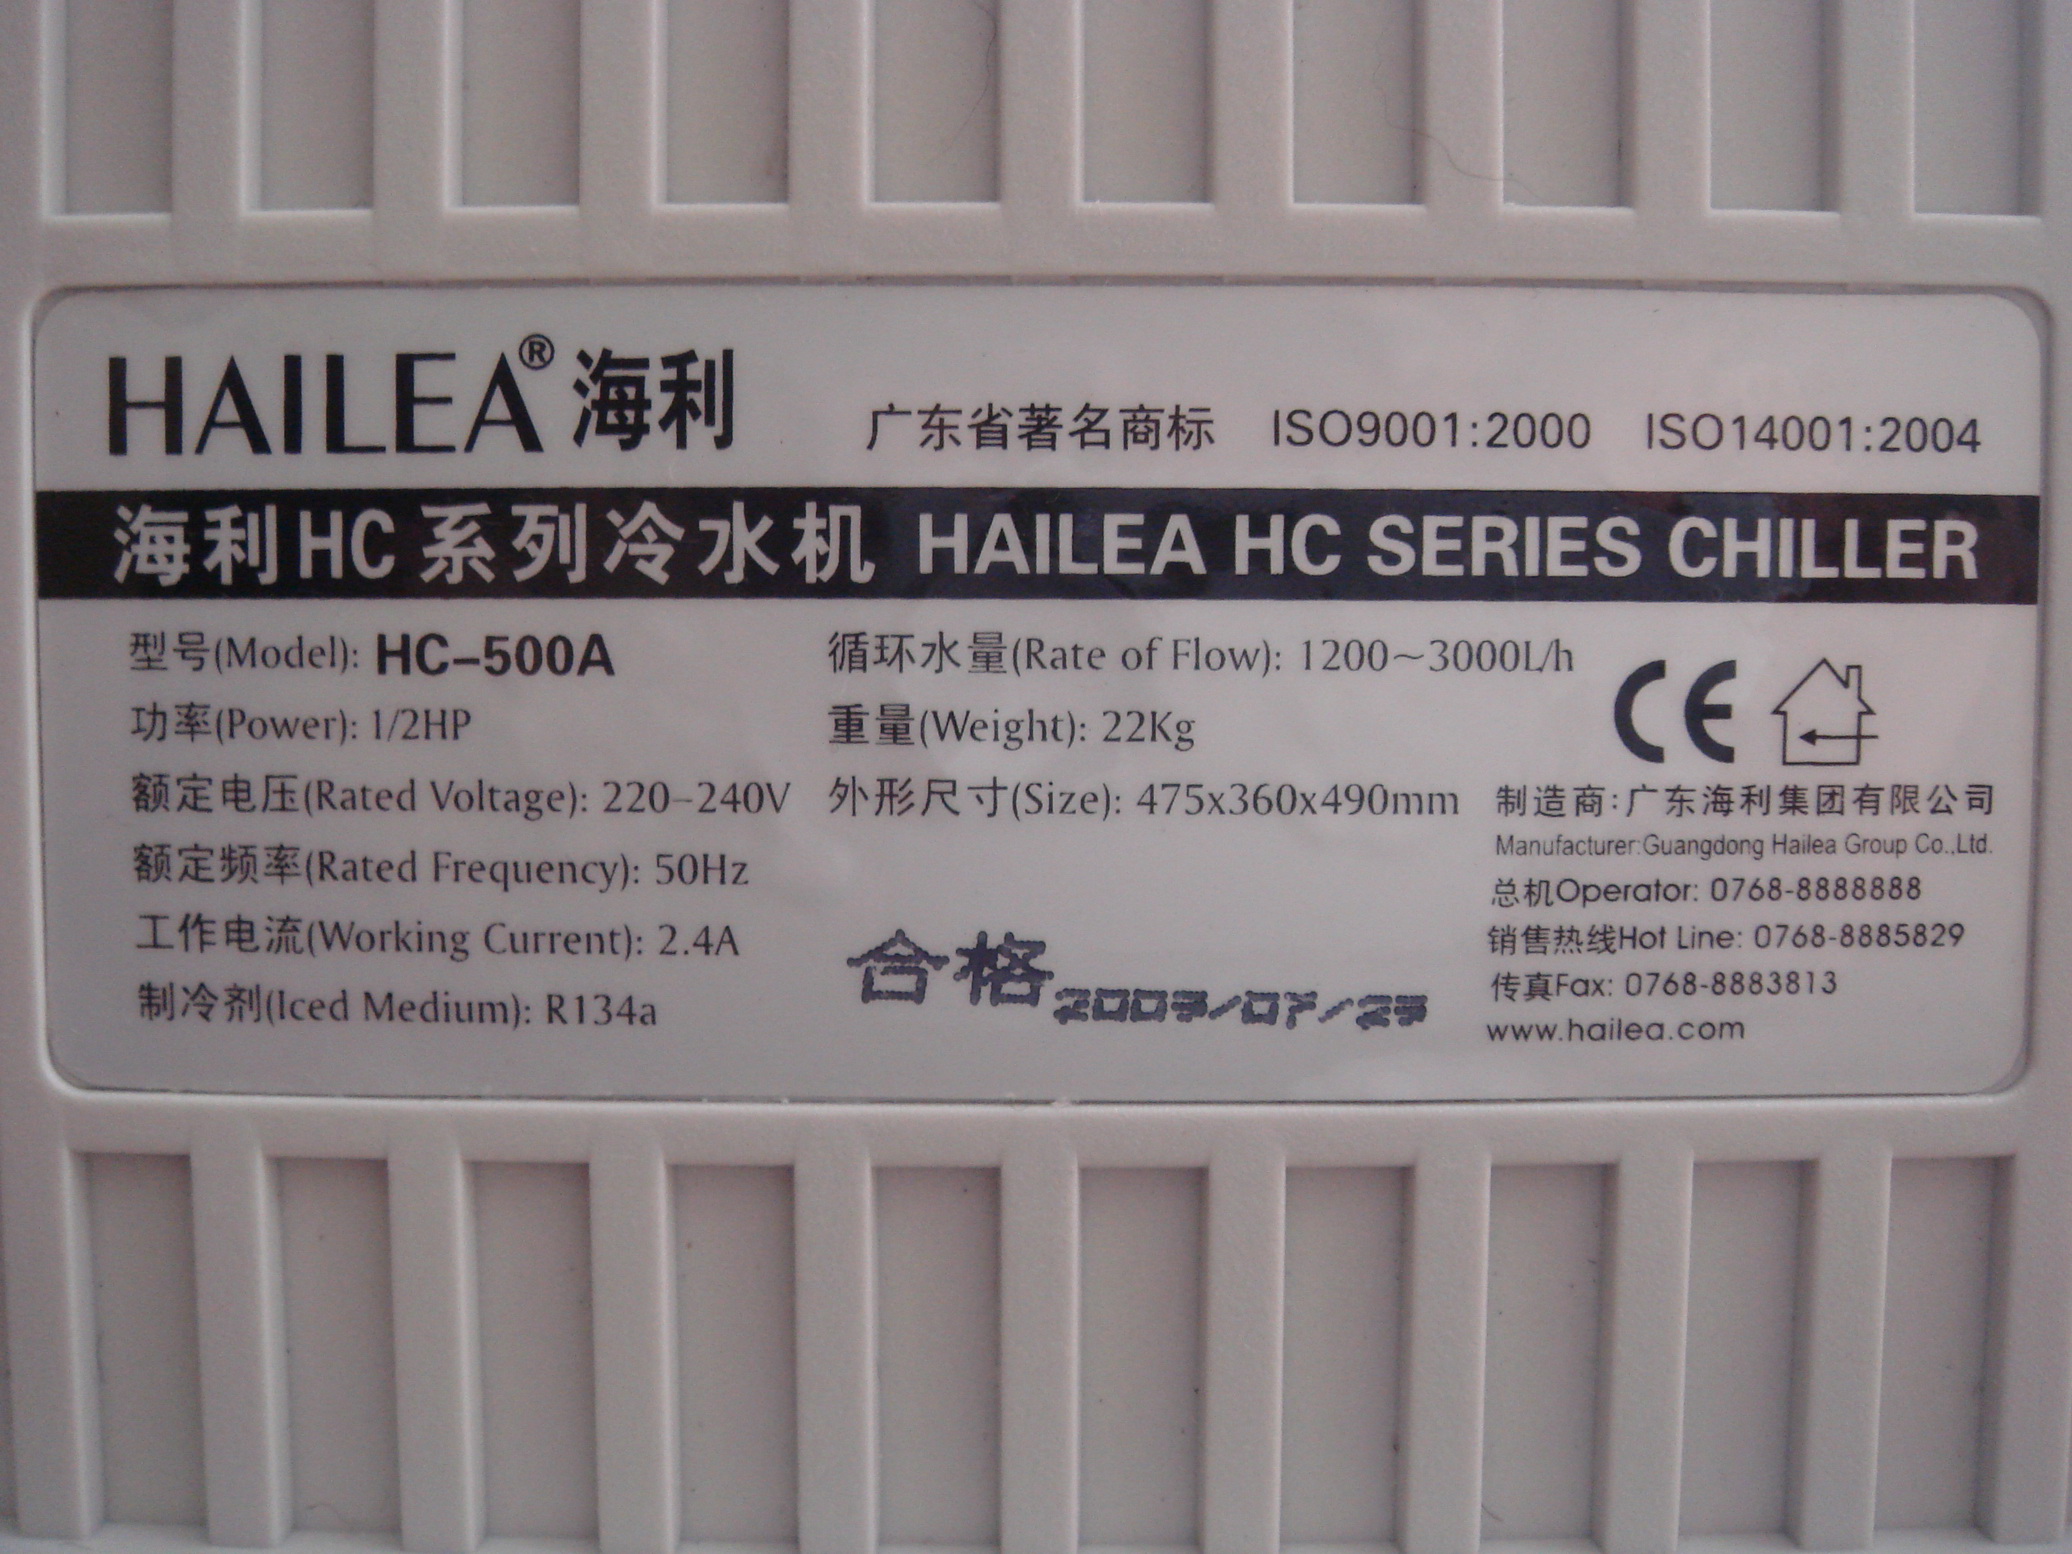 HAILEA® 海利
广东省著名商标 ISO9001:2000 ISO14001:2004
海利HC系列冷水机 HAILEA HC SERIES CHILLER
型号(Model): HC-500A
功率(Power): 1/2HP
额定电压(Rated Voltage): 220-240V
额定频率(Rated Frequency): 50Hz
工作电流(Working Current): 2.4A
制冷剂(Iced Medium): R134a
循环水量(Rate of Flow): 1200~3000L/h
重量(Weight): 22Kg
外形尺寸(Size): 475x360x490mm
合格
CE
制造商:广东海利集团有限公司
Manufacturer:Guangdong Hailea Group Co.,Ltd.
总机Operator: 0768-8888888
销售热线Hot Line: 0768-8885829
传真Fax: 0768-8883813
www.hailea.com